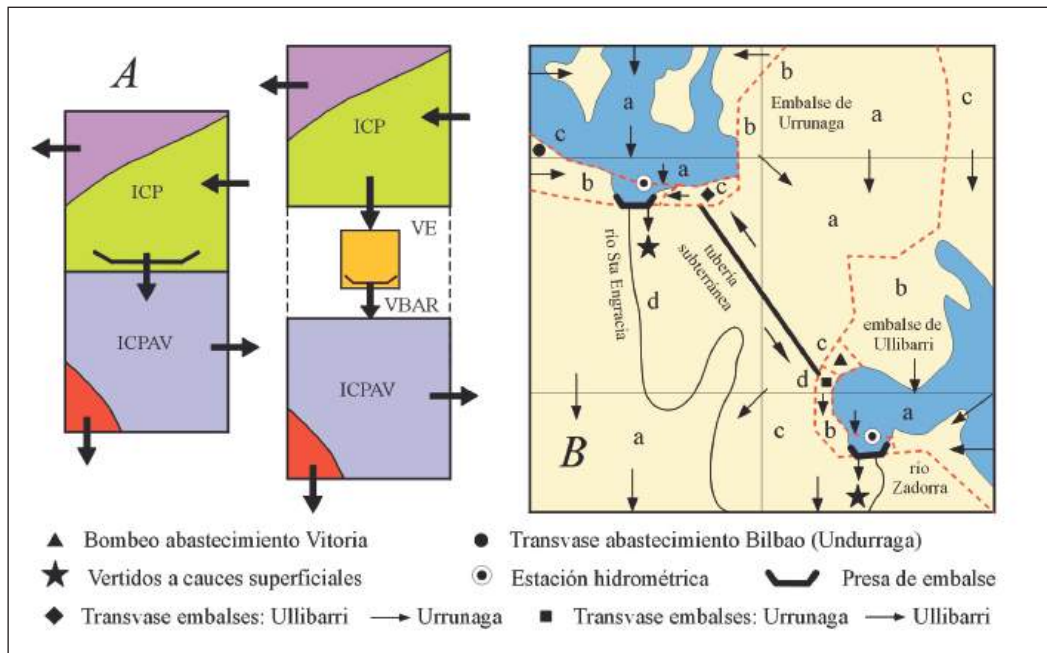 A
ICP
ICPAV
ICP
VE
VBAR
ICPAV
b
c
a
Embalse de
Urrunaga
b
a
c
a
b
c
a
río Sta Engracia
tubería
subterránea
d
b
embalse de
Ullibarri
c
d
a
a
c
b
B
río
Zadorra
Bombeo abastecimiento Vitoria
Transvase abastecimiento Bilbao (Undurraga)
Vertidos a cauces superficiales
Estación hidrométrica
Presa de embalse
Transvase embalses: Ullibarri
Urrunaga
Transvase embalses: Urrunaga
Ullibarri